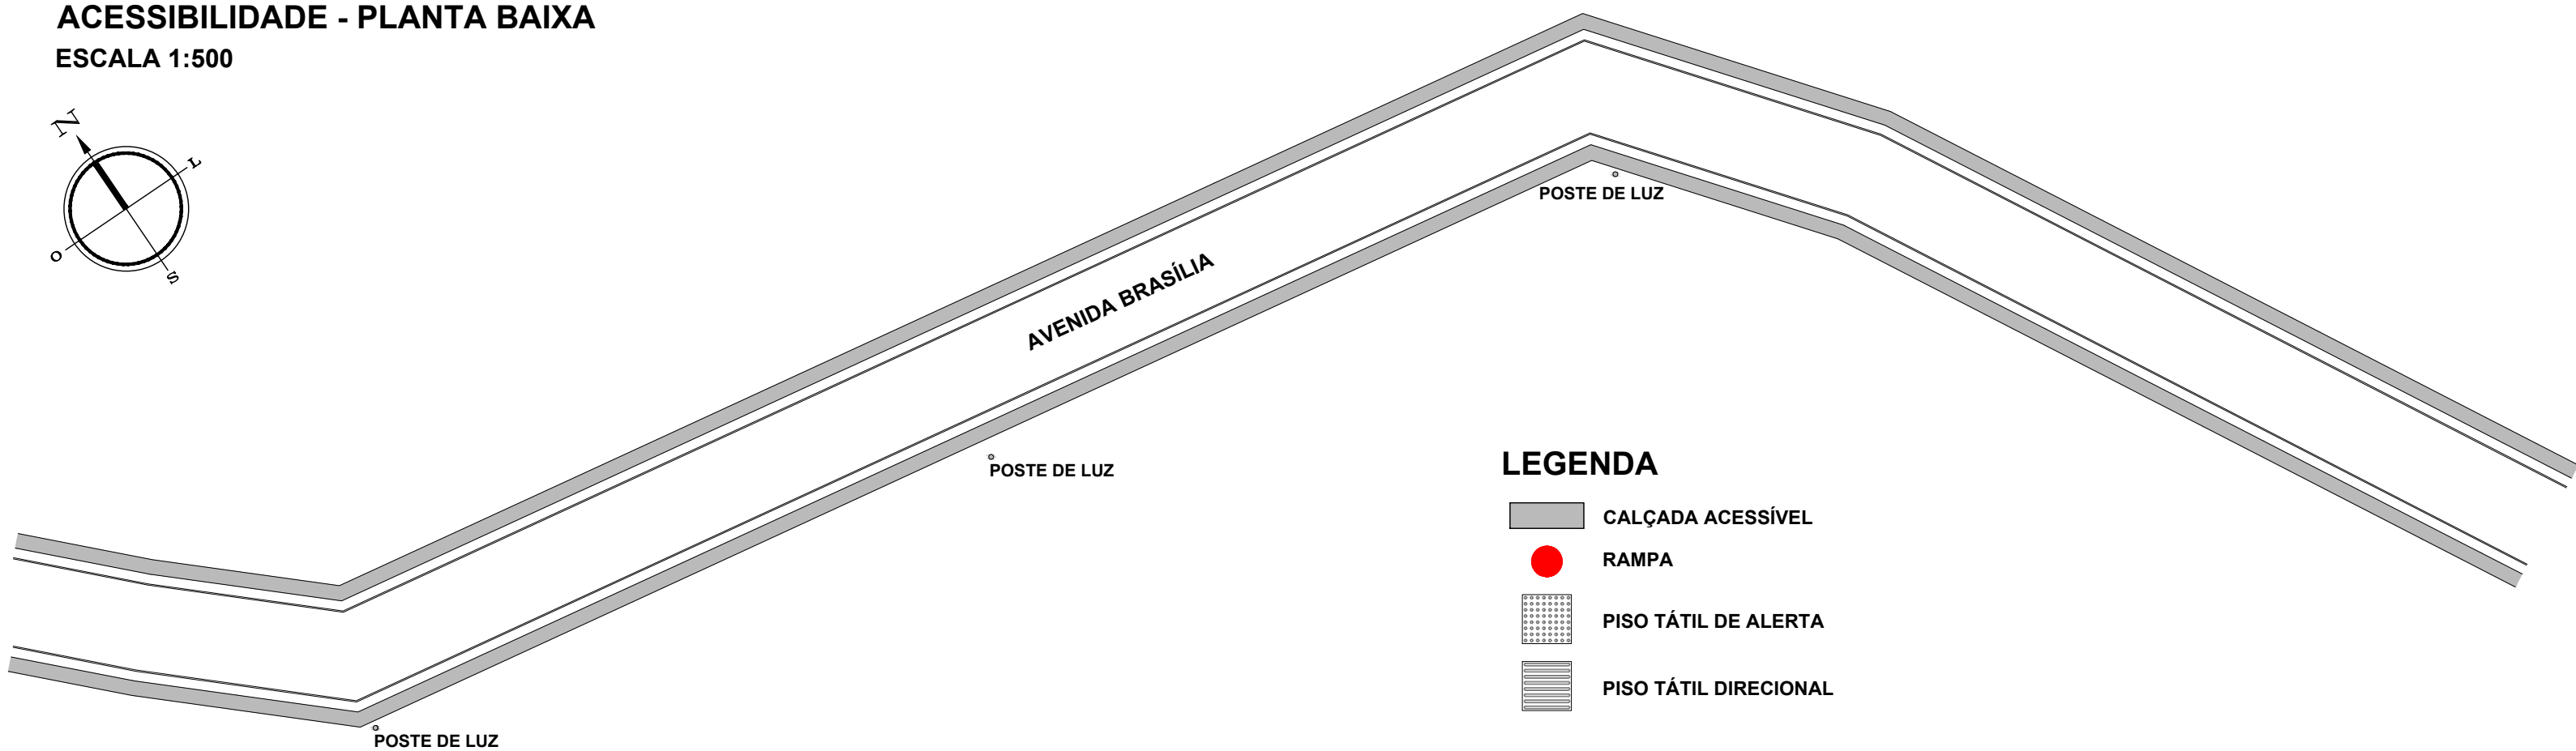 ACESSIBILIDADE - PLANTA BAIXA
ESCALA 1:500
N
L
O
S
POSTE DE LUZ
AVENIDA BRASÍLIA
POSTE DE LUZ
POSTE DE LUZ
LEGENDA
CALÇADA ACESSÍVEL
RAMPA
PISO TÁTIL DE ALERTA
PISO TÁTIL DIRECIONAL